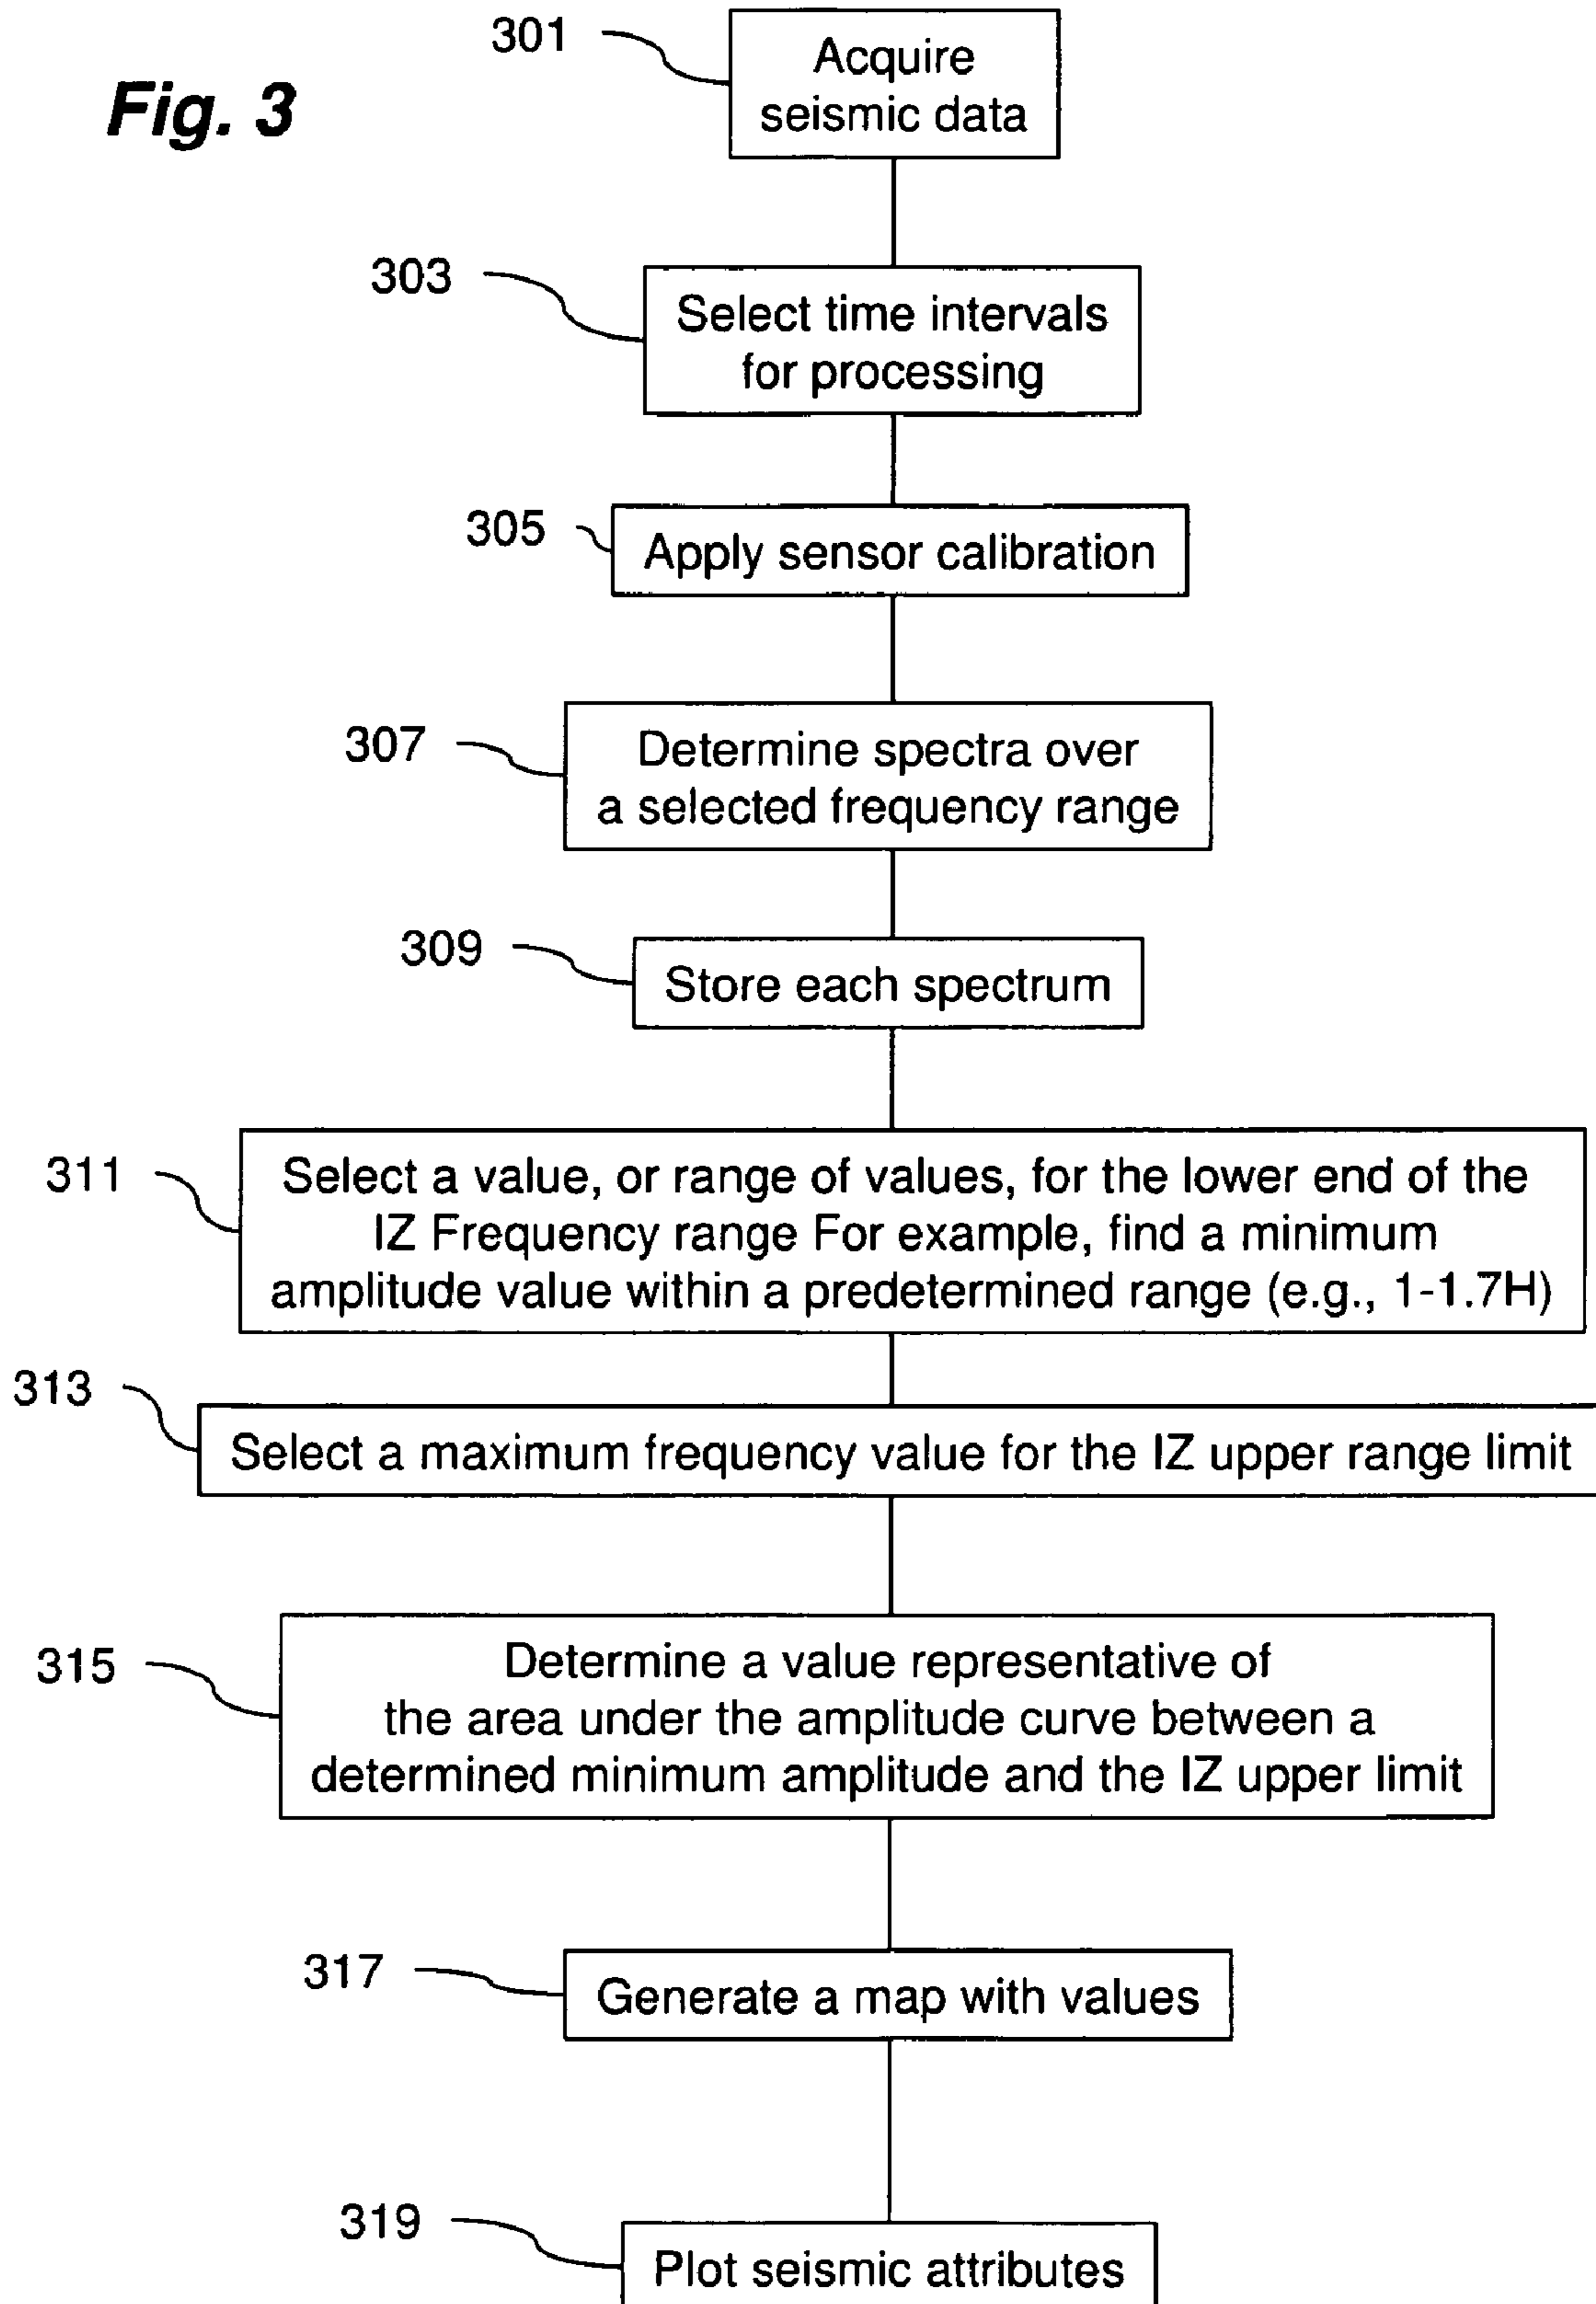 Fig. 3
301
Acquire
seismic data
303
Select time intervals
for processing
305
Apply sensor calibration
307
Determine spectra over
a selected frequency range
309
Store each spectrum
311
Select a value, or range of values, for the lower end of the
IZ Frequency range For example, find a minimum
amplitude value within a predetermined range (e.g., 1-1.7H)
313
Select a maximum frequency value for the IZ upper range limit
315
Determine a value representative of
the area under the amplitude curve between a
determined minimum amplitude and the IZ upper limit
317
Generate a map with values
319
Plot seismic attributes